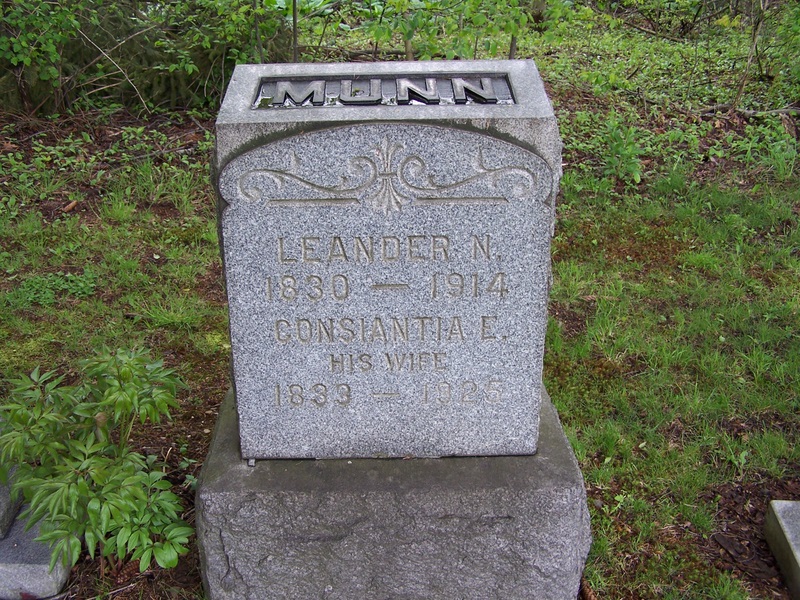 MUNN
LEANDER N.
1830 — 1914
CONSIANTIA E.
HIS WIFE
1839 — 1925